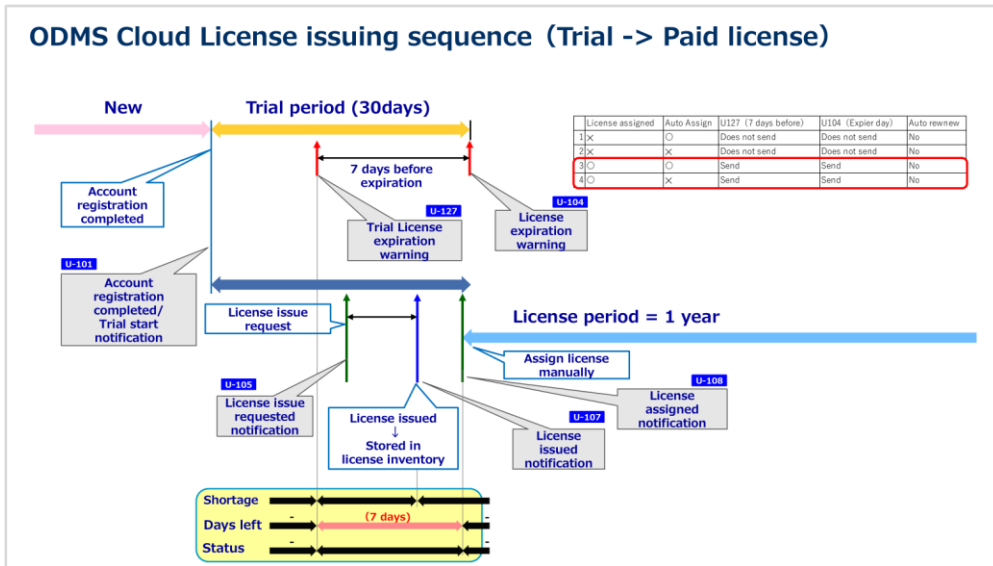 ODMS Cloud License issuing sequence (Trial -> Paid license)
New
Trial period (30days)
License assigned Auto Assign U127 (7 days before) U104 (Expier day) Auto rewnew
1 × ○ Does not send Does not send No
2 × × Does not send Does not send No
3 ○ ○ Send Send No
4 ○ × Send Send No
7 days before
expiration
Account
registration
completed
U-127
Trial License
expiration
warning
U-104
License
expiration
warning
U-101
Account
registration
completed/
Trial start
notification
License issue
request
License period = 1 year
Assign license
manually
U-105
License issue
requested
notification
License issued
↓
Stored in
license inventory
U-107
License
issued
notification
U-108
License
assigned
notification
Shortage
Days left - (7 days) -
Status - -